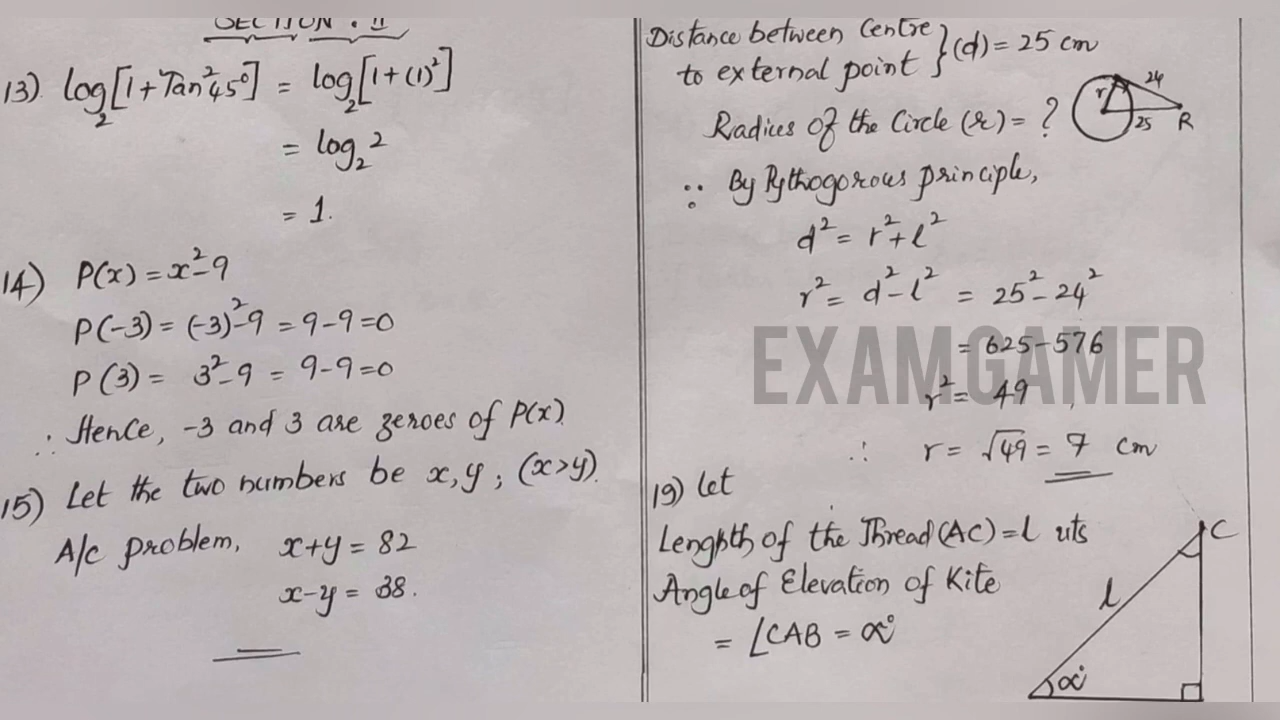 SECTION . II
13) log₂[1+Tan²45°] = log₂[1+(1)²]
= log₂2
= 1.
14) P(x) = x²-9
P(-3) = (-3)²-9 = 9-9=0
P(3) = 3²-9 = 9-9=0
∴ Hence, -3 and 3 are zeroes of P(x).
15) Let the two numbers be x,y ; (x>y).
A/c problem, x+y = 82
x-y = 38.
Distance between Centre
to external point } (d) = 25 cm
Radius of the Circle (r) = ?
r
24
25
R
∵ By Pythogorous principle,
d² = r²+l²
r² = d²-l² = 25²-24²
= 625-576
r² = 49
∴ r = √49 = 7 cm
19) Let
Lenghth of the Thread (AC) = l uts
Angle of Elevation of Kite
= ∠CAB = α°
C
l
α°
EXAM GAMER